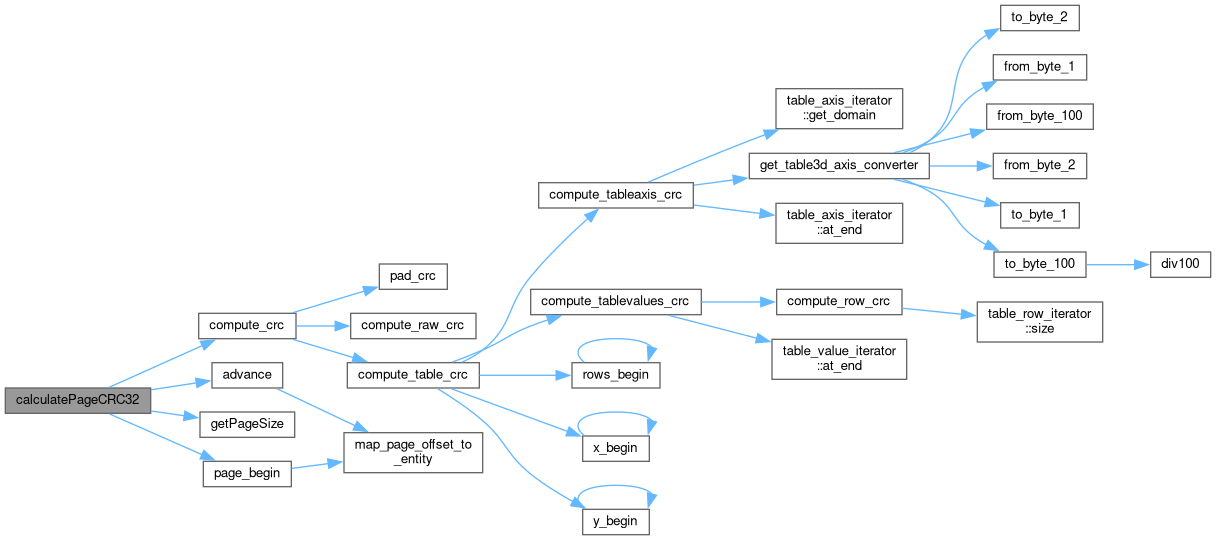 to_byte_2
from_byte_1
table_axis_iterator
::get_domain
from_byte_100
get_table3d_axis_converter
from_byte_2
compute_tableaxis_crc
table_axis_iterator
::at_end
to_byte_1
to_byte_100
div100
pad_crc
compute_tablevalues_crc
compute_row_crc
table_row_iterator
::size
compute_crc
compute_raw_crc
table_value_iterator
::at_end
advance
compute_table_crc
rows_begin
calculatePageCRC32
getPageSize
map_page_offset_to
_entity
x_begin
page_begin
y_begin